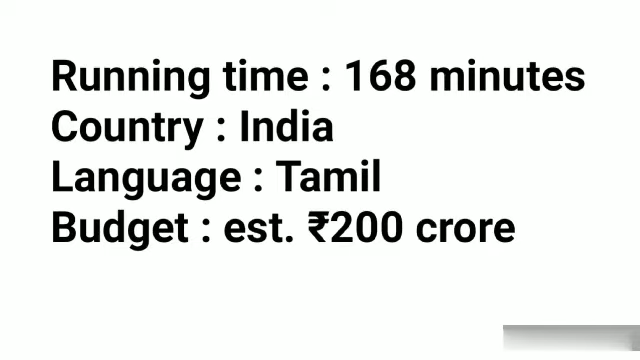 Running time : 168 minutes
Country : India
Language : Tamil
Budget : est. ₹200 crore